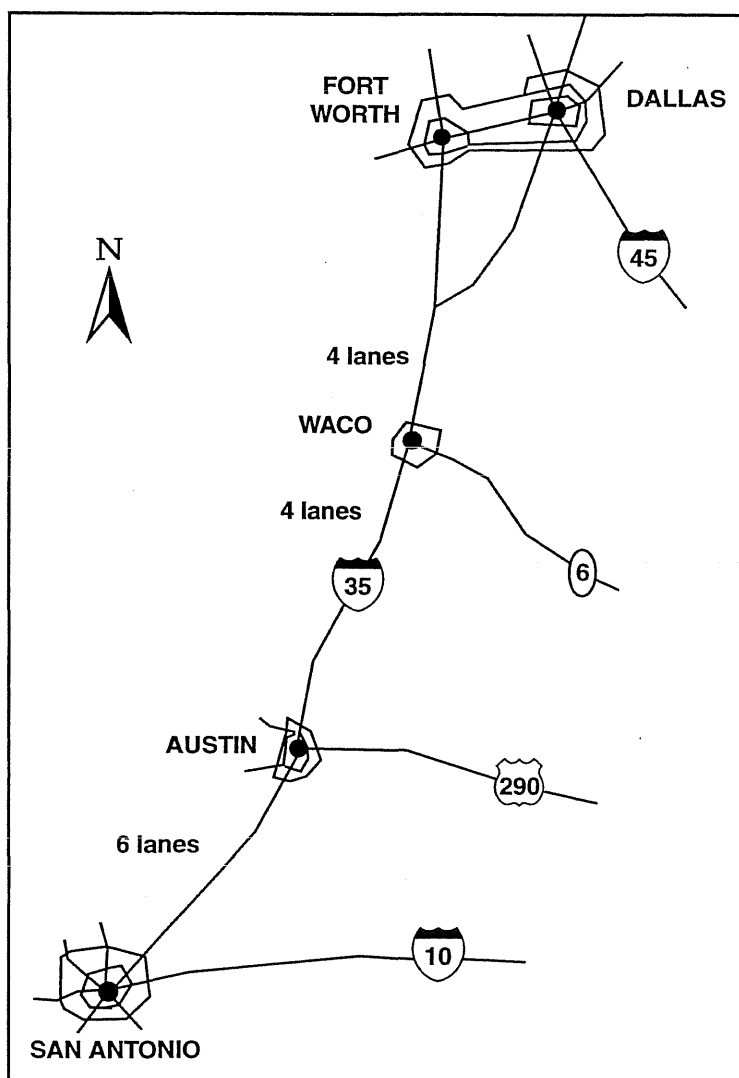 FORT
WORTH
DALLAS
45
N
4 lanes
WACO
4 lanes
6
35
AUSTIN
290
6 lanes
10
SAN ANTONIO